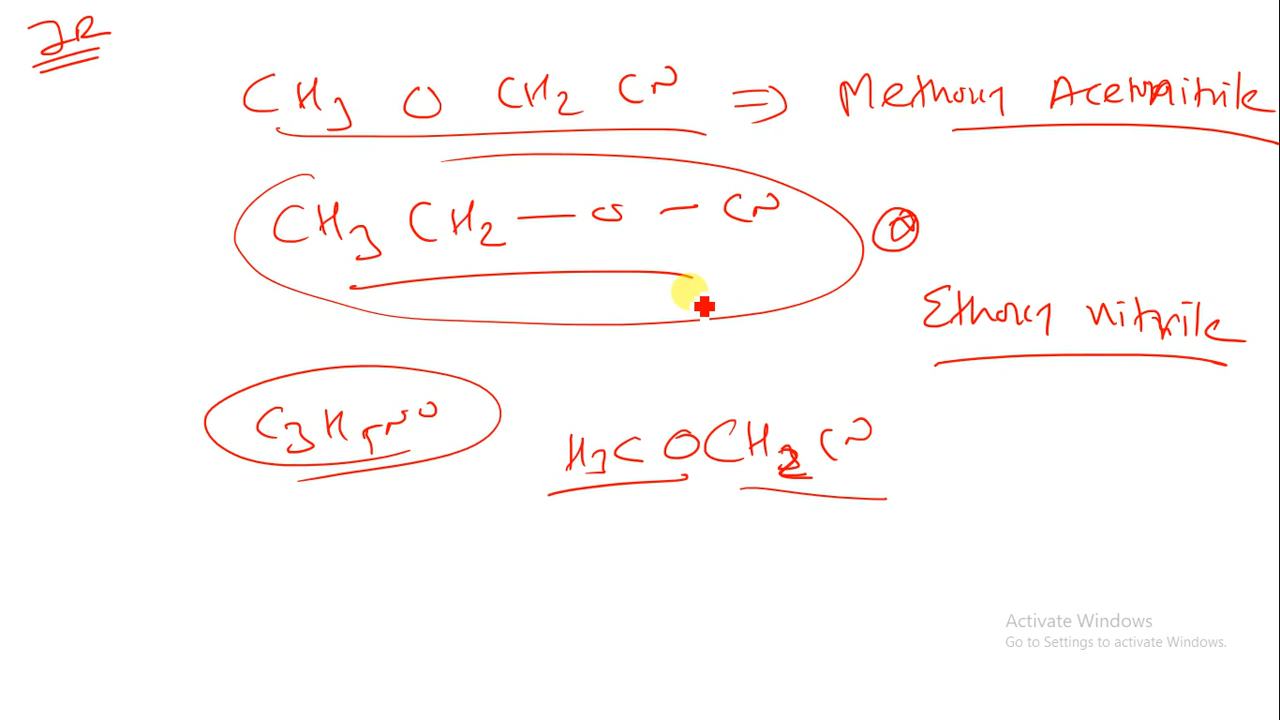 IR
CH3 O CH2 CN => Methoxy Acetonitrile
CH3 CH2 — O — CN
Ethoxy nitrile
C3H5NO
H3C OCH2 CN
Activate Windows
Go to Settings to activate Windows.